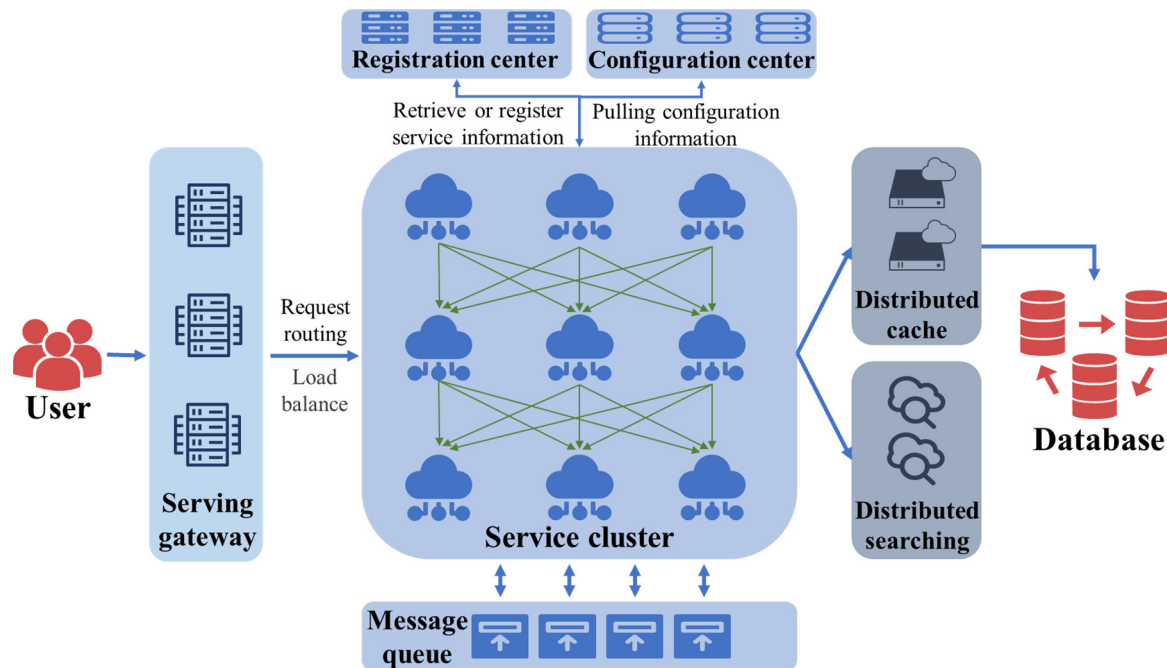 Registration center
Configuration center
Retrieve or register
service information
Pulling configuration
information
Request
routing
Load
balance
User
Serving
gateway
Service cluster
Distributed
cache
Distributed
searching
Database
Message
queue